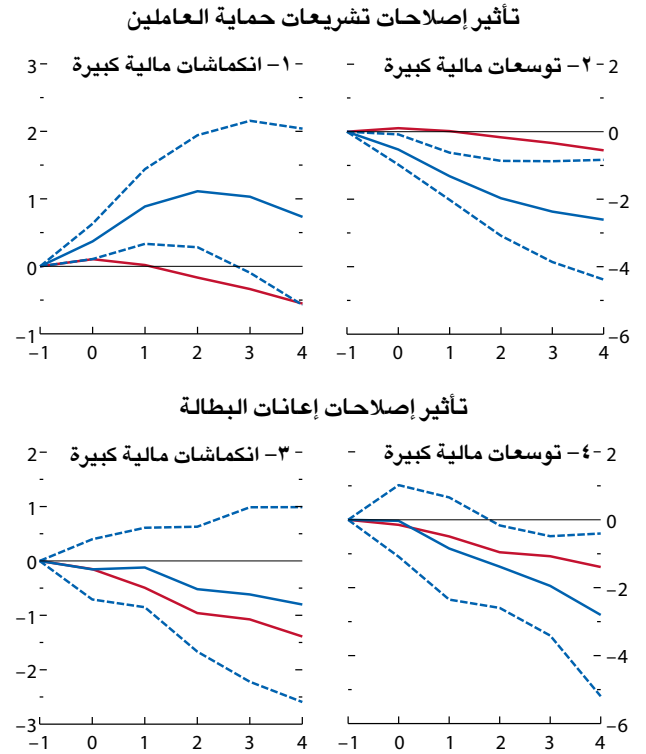 تأثير إصلاحات تشريعات حماية العاملين
١- انكماشات مالية كبيرة
3
2
1
0
–1
–1 0 1 2 3 4
٢- توسعات مالية كبيرة
2
0
–2
–4
–6
–1 0 1 2 3 4
تأثير إصلاحات إعانات البطالة
٣- انكماشات مالية كبيرة
2
1
0
–1
–2
–3
–1 0 1 2 3 4
٤- توسعات مالية كبيرة
2
0
–2
–4
–6
–1 0 1 2 3 4